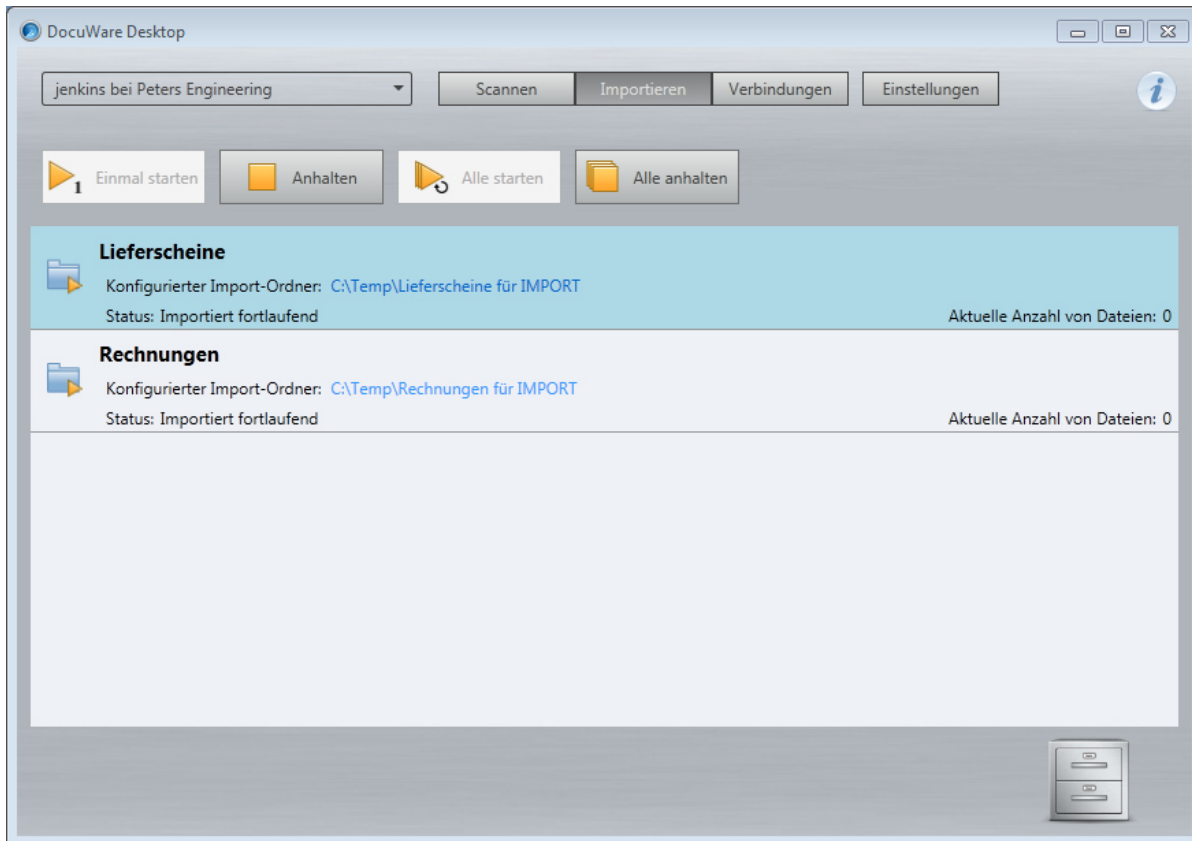 DocuWare Desktop
jenkins bei Peters Engineering Scannen Importieren Verbindungen Einstellungen i
1 Einmal starten Anhalten Alle starten Alle anhalten
Lieferscheine
Konfigurierter Import-Ordner: C:\Temp\Lieferscheine für IMPORT
Status: Importiert fortlaufend Aktuelle Anzahl von Dateien: 0
Rechnungen
Konfigurierter Import-Ordner: C:\Temp\Rechnungen für IMPORT
Status: Importiert fortlaufend Aktuelle Anzahl von Dateien: 0